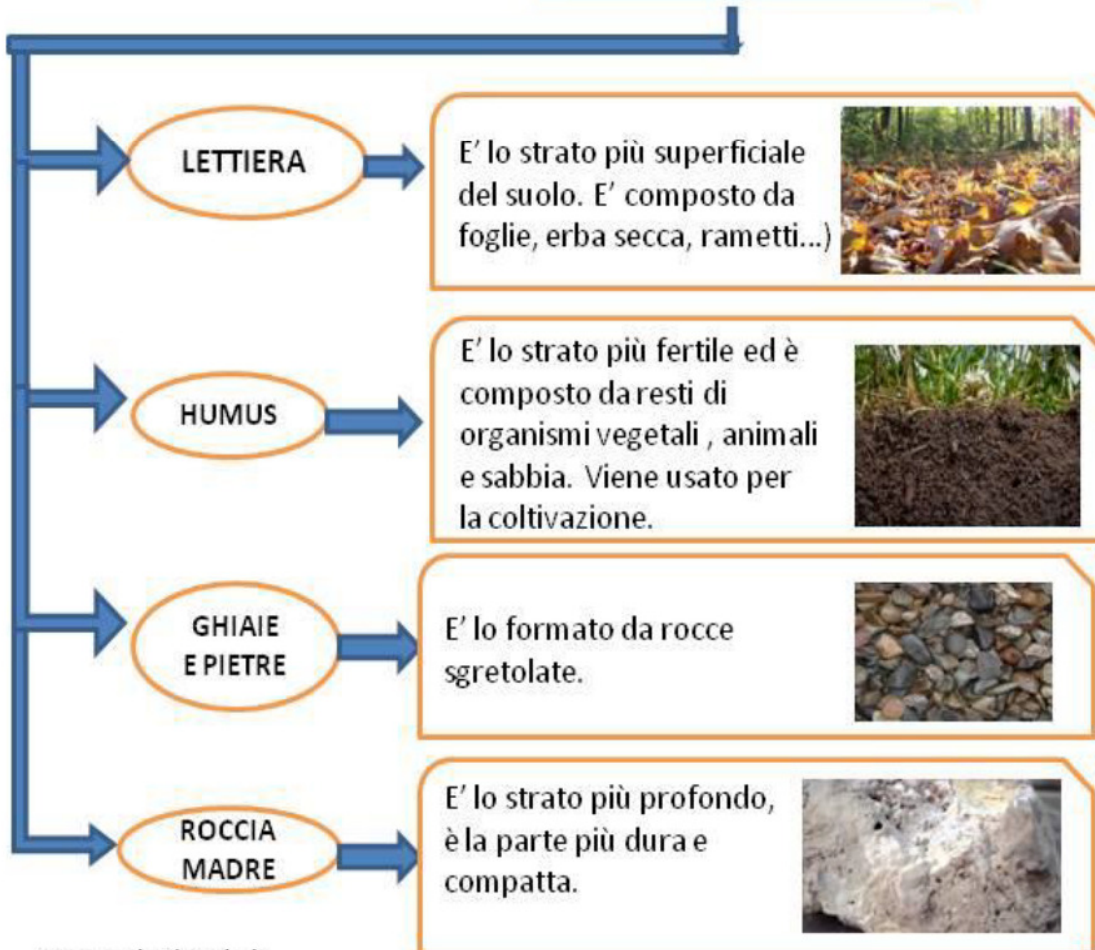 LETTIERA
E' lo strato più superficiale
del suolo. E' composto da
foglie, erba secca, rametti...)
HUMUS
E' lo strato più fertile ed è
composto da resti di
organismi vegetali , animali
e sabbia. Viene usato per
la coltivazione.
GHIAIE
E PIETRE
E' lo formato da rocce
sgretolate.
ROCCIA
MADRE
E' lo strato più profondo,
è la parte più dura e
compatta.